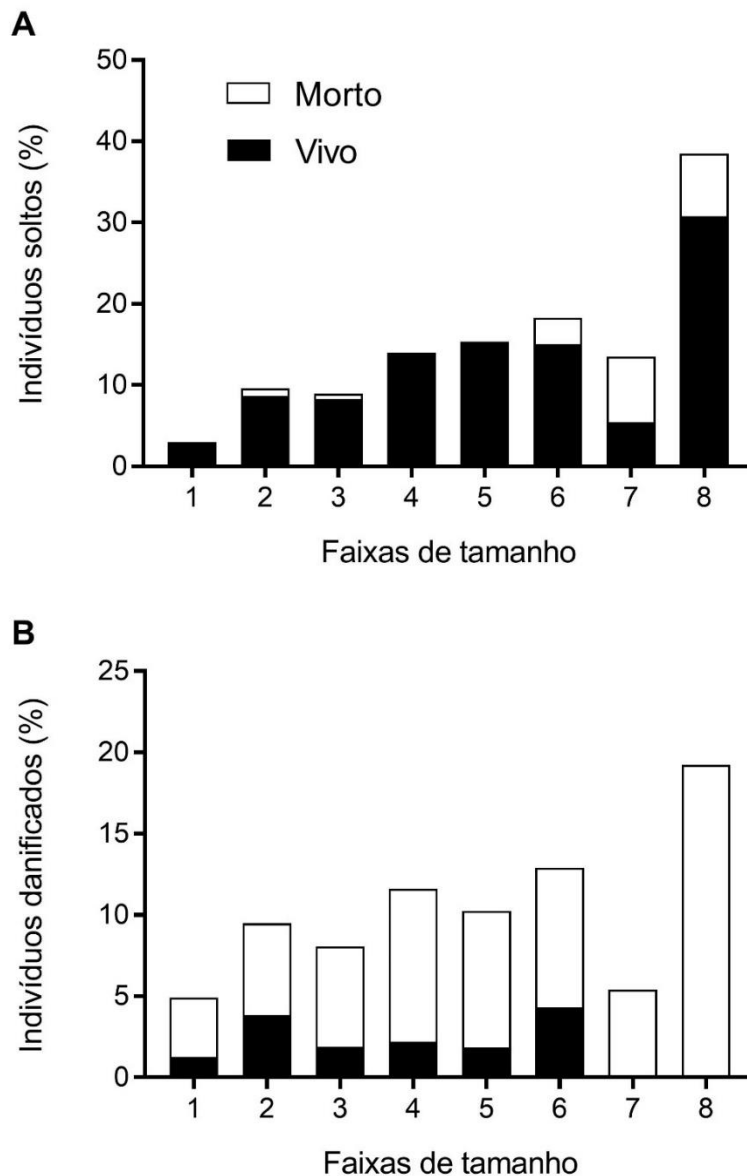 A
50
40
30
20
10
0
Indivíduos soltos (%)
Morto
Vivo
1 2 3 4 5 6 7 8
Faixas de tamanho
B
25
20
15
10
5
0
Indivíduos danificados (%)
1 2 3 4 5 6 7 8
Faixas de tamanho